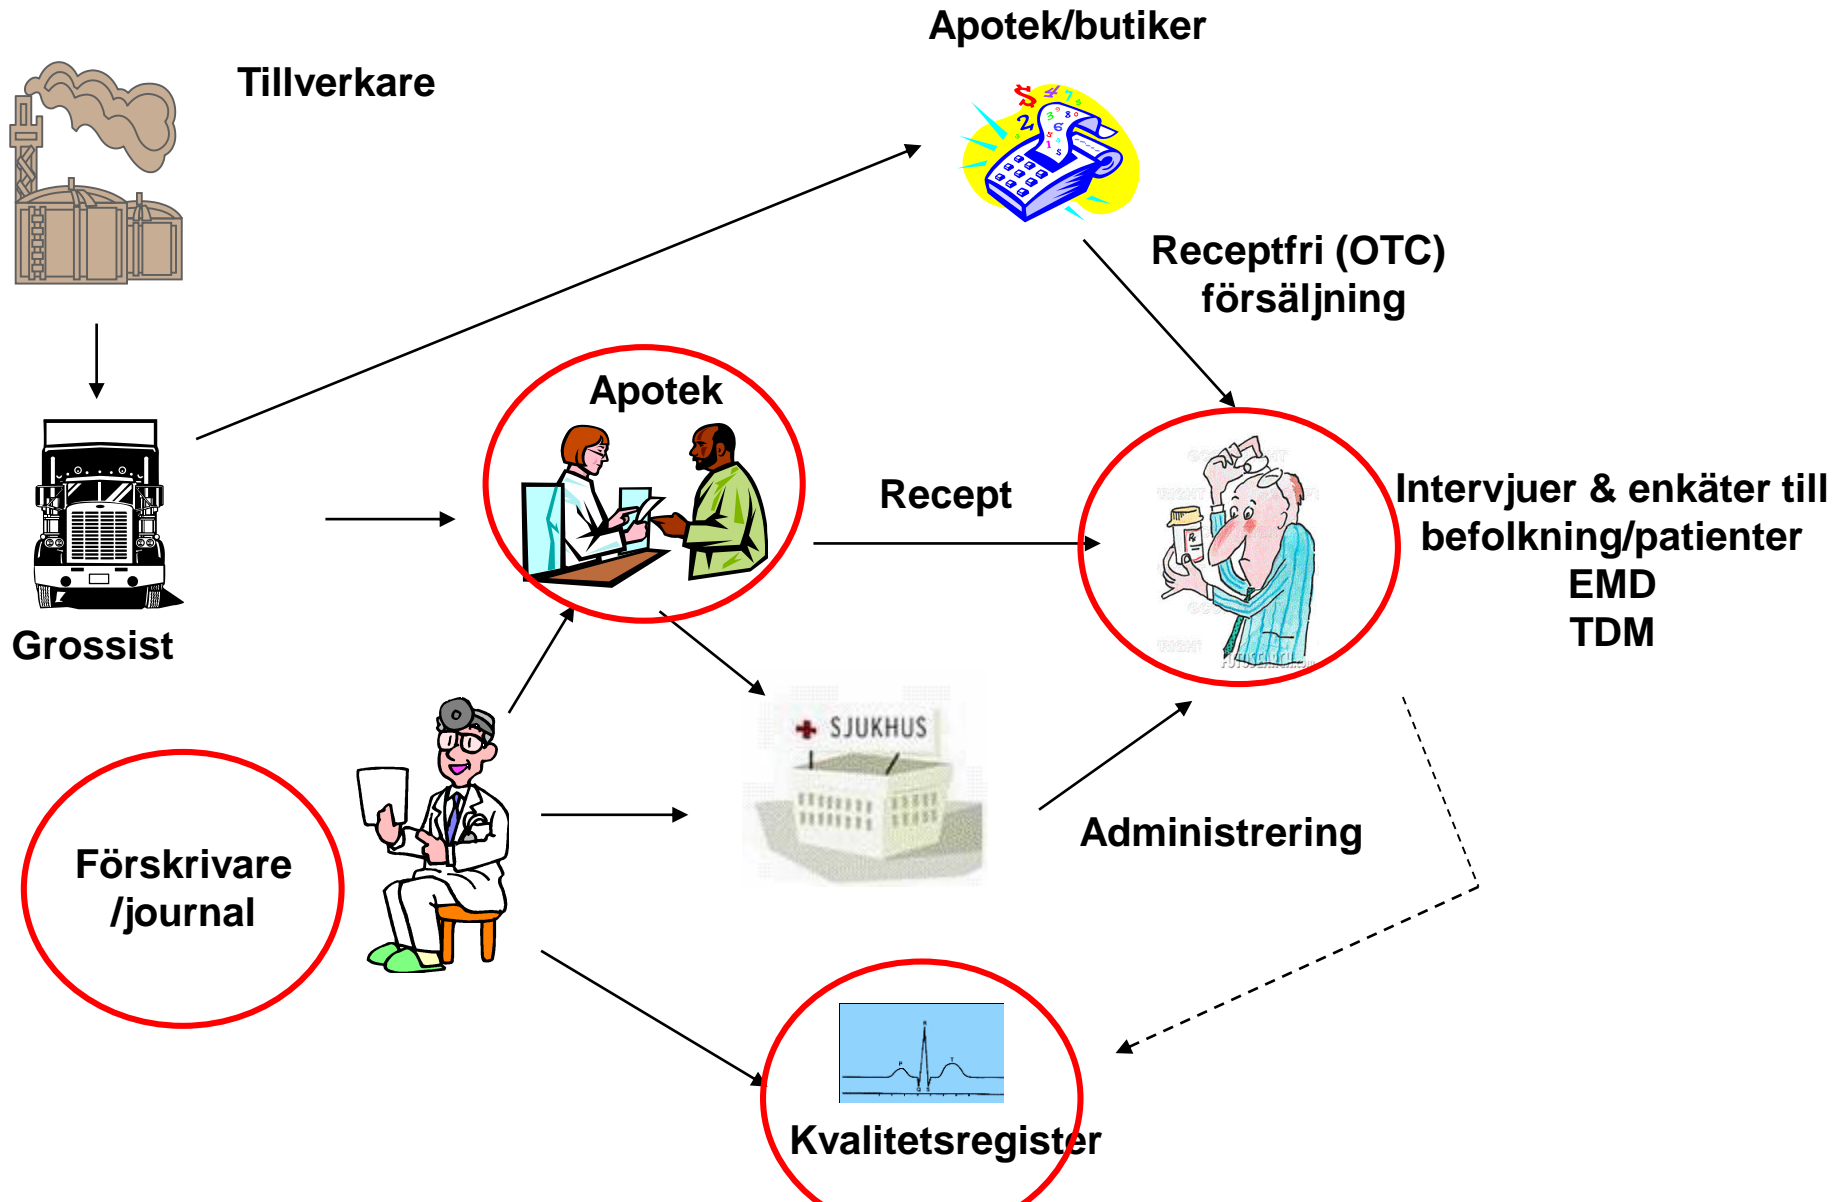 Apotek/butiker
Tillverkare
Receptfri (OTC)
försäljning
Apotek
Recept
Intervjuer & enkäter till
befolkning/patienter
EMD
TDM
Grossist
SJUKHUS
Administrering
Förskrivare
/journal
R
P
T
Q S
Kvalitetsregister